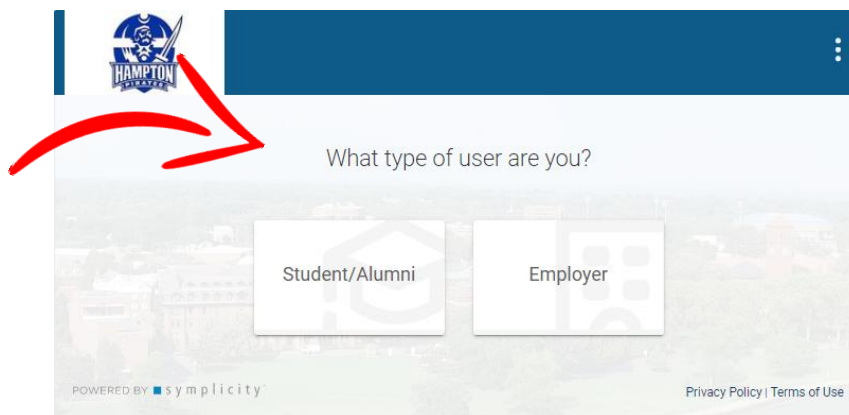 HAMPTON
PIRATES
What type of user are you?
Student/Alumni
Employer
POWERED BY symplicity
Privacy Policy | Terms of Use